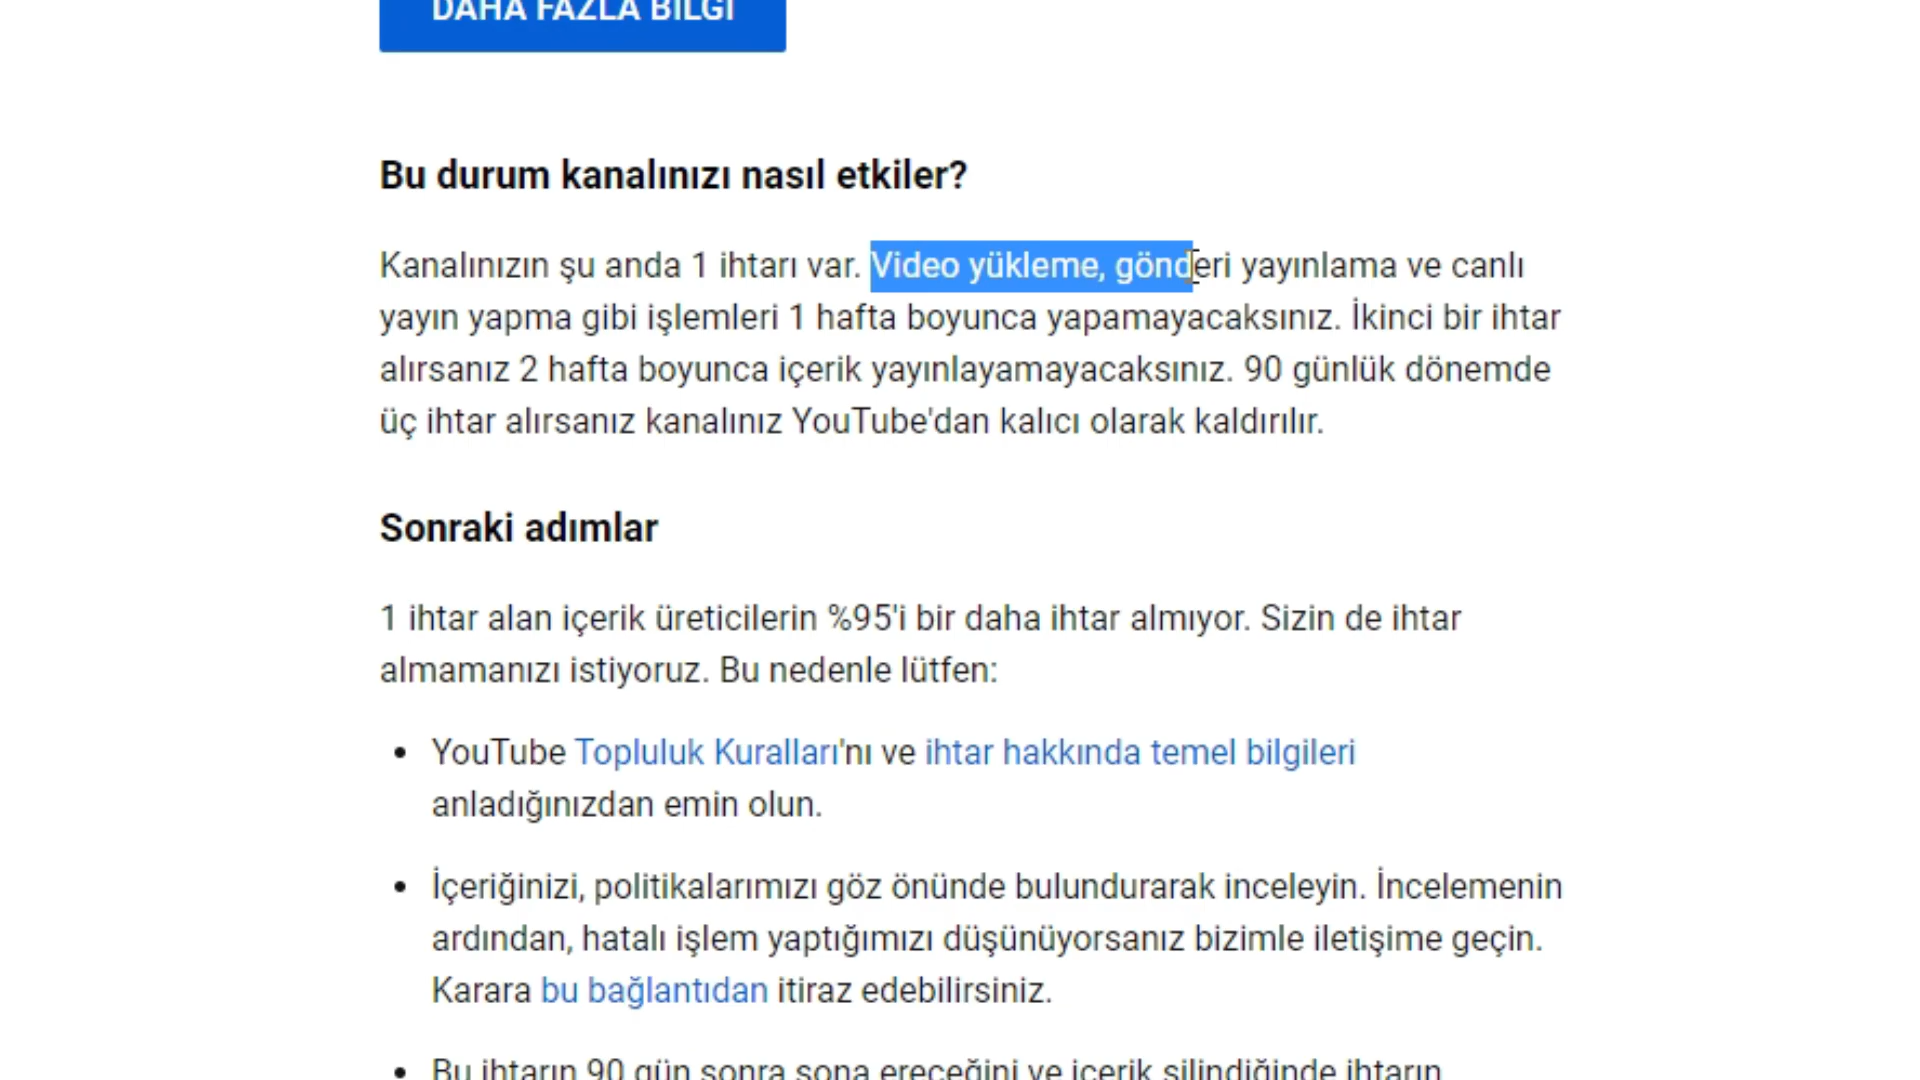 DAHA FAZLA BİLGİ
Bu durum kanalınızı nasıl etkiler?
Kanalınızın şu anda 1 ihtarı var. Video yükleme, gönderi yayınlama ve canlı
yayın yapma gibi işlemleri 1 hafta boyunca yapamayacaksınız. İkinci bir ihtar
alırsanız 2 hafta boyunca içerik yayınlayamayacaksınız. 90 günlük dönemde
üç ihtar alırsanız kanalınız YouTube'dan kalıcı olarak kaldırılır.
Sonraki adımlar
1 ihtar alan içerik üreticilerin %95'i bir daha ihtar almıyor. Sizin de ihtar
almamanızı istiyoruz. Bu nedenle lütfen:
• YouTube Topluluk Kuralları'nı ve ihtar hakkında temel bilgileri
anladığınızdan emin olun.
• İçeriğinizi, politikalarımızı göz önünde bulundurarak inceleyin. İncelemenin
ardından, hatalı işlem yaptığımızı düşünüyorsanız bizimle iletişime geçin.
Karara bu bağlantıdan itiraz edebilirsiniz.
• Bu ihtarın 90 gün sonra sona ereceğini ve içerik silindiğinde ihtarın